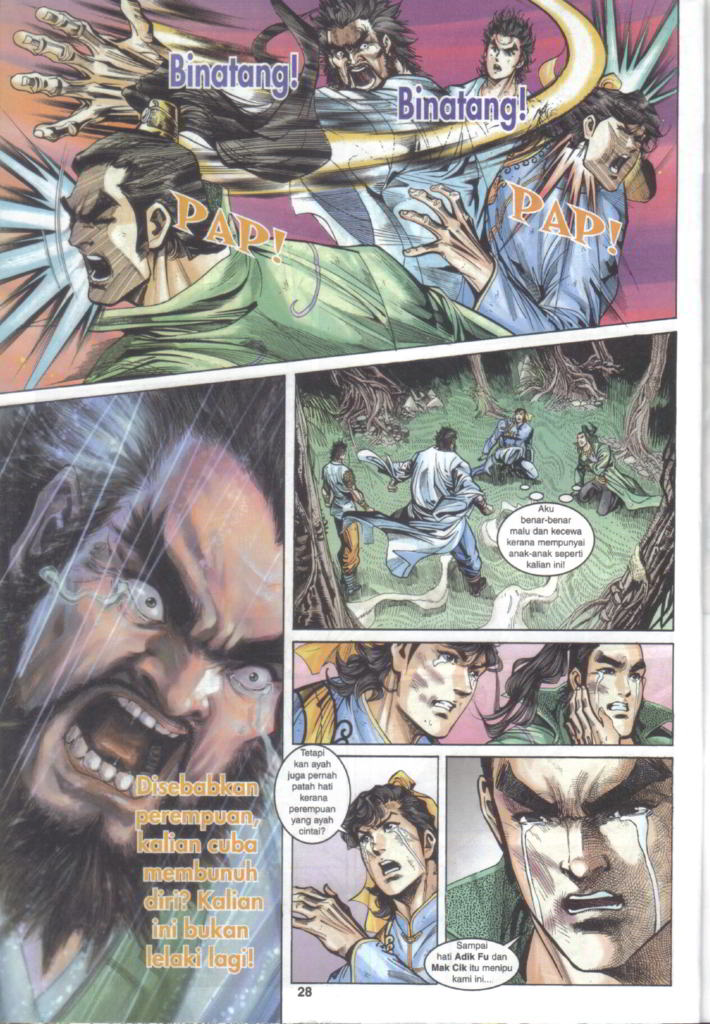 Binatang!
Binatang!
PAP!
PAP!
Aku
benar-benar
malu dan kecewa
kerana mempunyai
anak-anak seperti
kalian ini!
Disebabkan
perempuan,
kalian cuba
membunuh
diri? Kalian
ini bukan
lelaki lagi!
Tetapi
kan ayah
juga pernah
patah hati
kerana
perempuan
yang ayah
cintai?
Sampai
hati Adik Fu dan
Mak Cik itu menipu
kami ini....
28